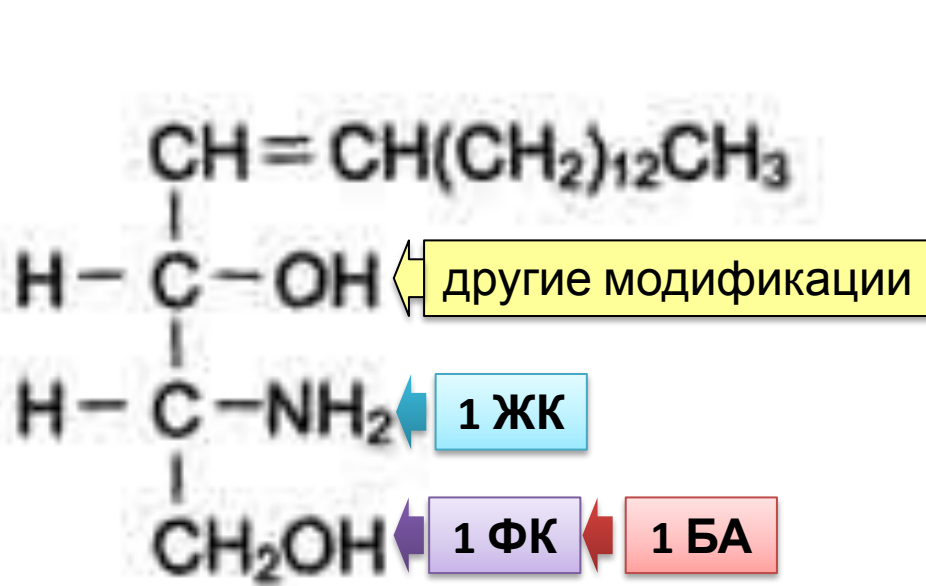 CH=CH(CH₂)₁₂CH₃
H–C–OH другие модификации
H–C–NH₂ 1 ЖК
CH₂OH 1 ФК 1 БА